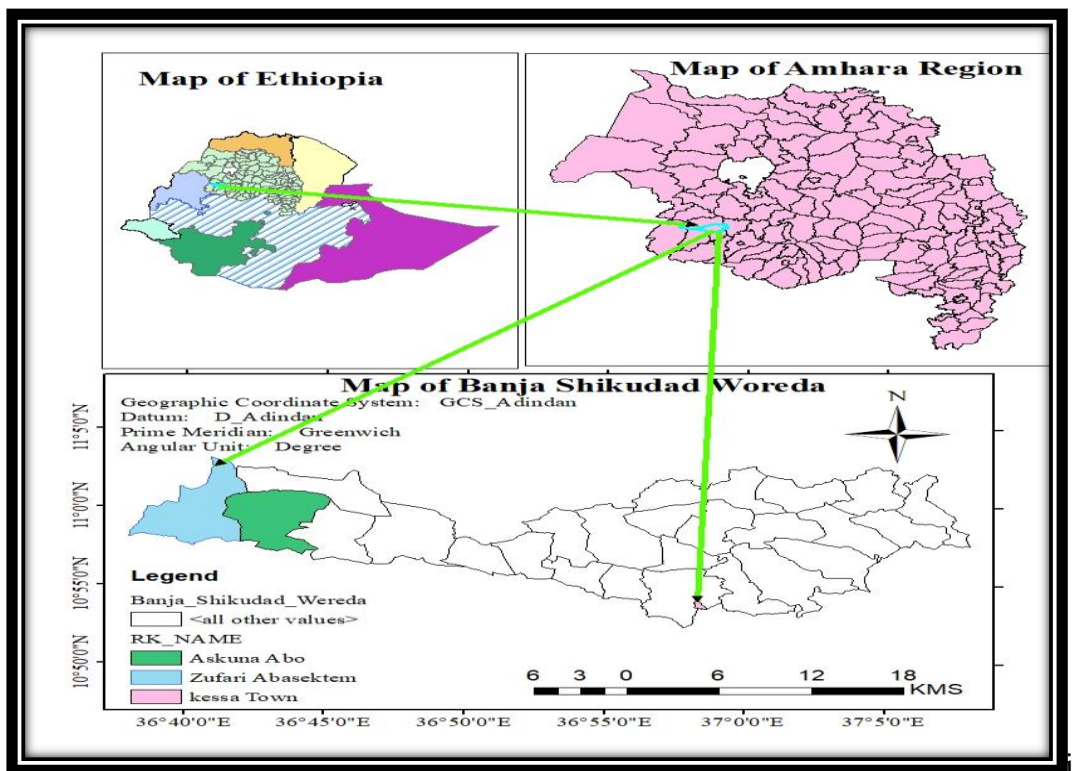 Map of Ethiopia
Map of Amhara Region
Map of Banja Shikudad Woreda
Geographic Coordinate System: GCS_Adindan
Datum: D_Adindan
Prime Meridian: Greenwich
Angular Unit: Degree
N
11°5'0"N
11°0'0"N
10°55'0"N
10°50'0"N
Legend
Banja_Shikudad_Wereda
<all other values>
RK_NAME
Askuna Abo
Zufari Abasektem
kessa Town
6 3 0 6 12 18
KMS
36°40'0"E 36°45'0"E 36°50'0"E 36°55'0"E 37°0'0"E 37°5'0"E
i